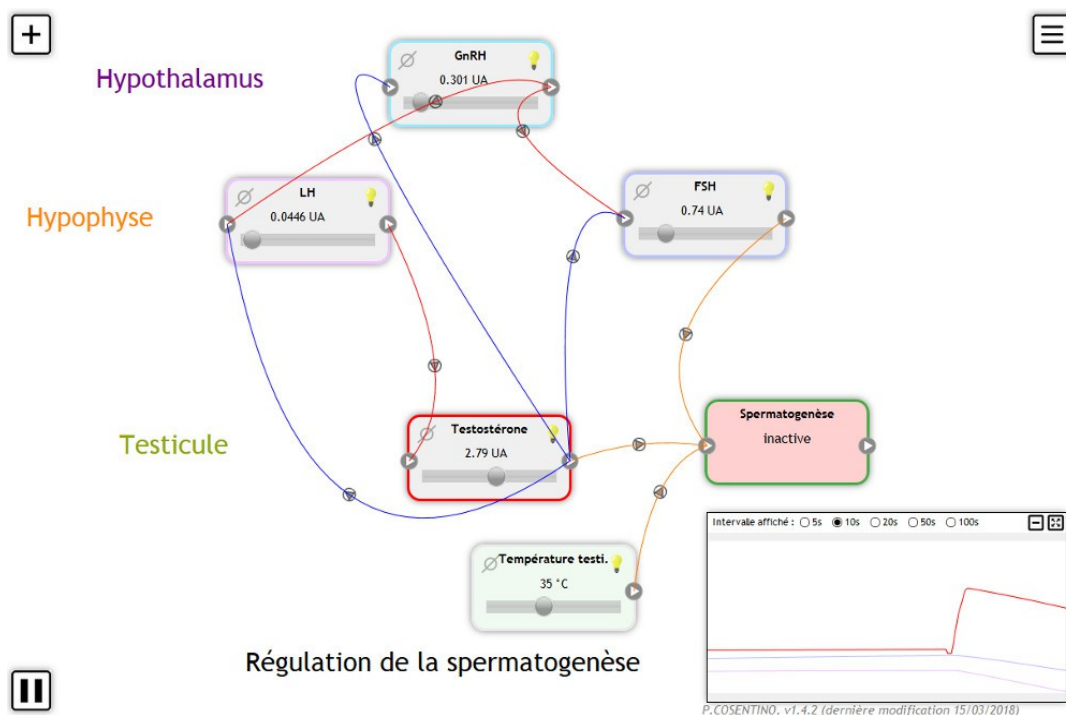 Hypothalamus
GnRH
0.301 UA
Hypophyse
LH
0.0446 UA
FSH
0.74 UA
Testicule
Testostérone
2.79 UA
Spermatogenèse
inactive
Température testi.
35 °C
Intervalle affiché : 5s 10s 20s 50s 100s
Régulation de la spermatogenèse
P.COSENTINO. v1.4.2 (dernière modification 15/03/2018)